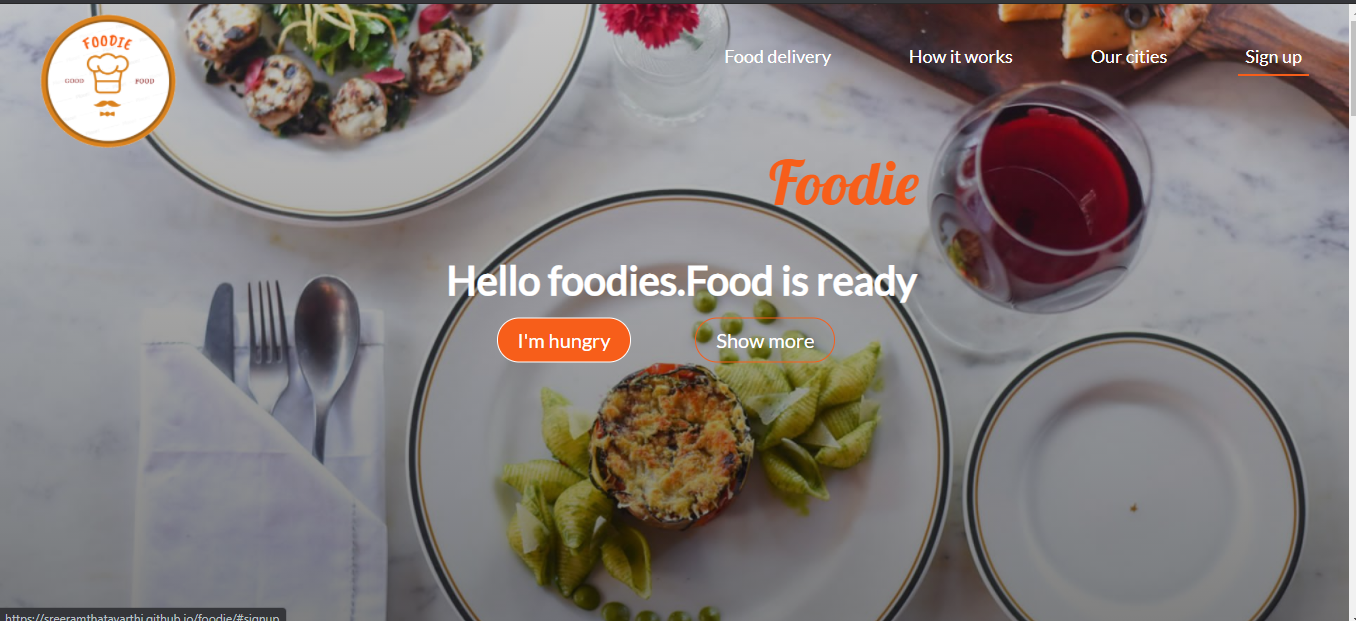 FOODIE
GOOD FOOD
Food delivery How it works Our cities Sign up
Foodie
Hello foodies.Food is ready
I'm hungry Show more
https://sreeramthatavarthi.github.io/foodie/#signup